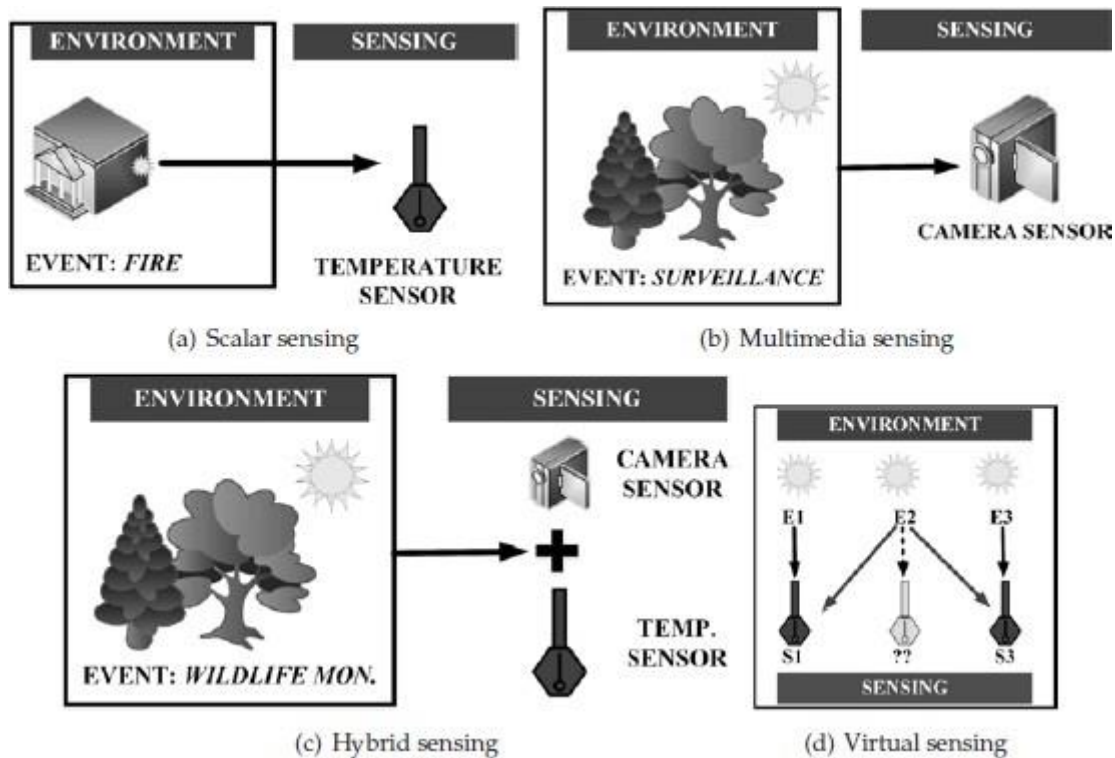 ENVIRONMENT
SENSING
EVENT: FIRE
TEMPERATURE
SENSOR
(a) Scalar sensing
ENVIRONMENT
SENSING
EVENT: SURVEILLANCE
CAMERA SENSOR
(b) Multimedia sensing
ENVIRONMENT
SENSING
CAMERA
SENSOR
TEMP.
SENSOR
EVENT: WILDLIFE MON.
(c) Hybrid sensing
ENVIRONMENT
E1 E2 E3
S1 ?? S3
SENSING
(d) Virtual sensing